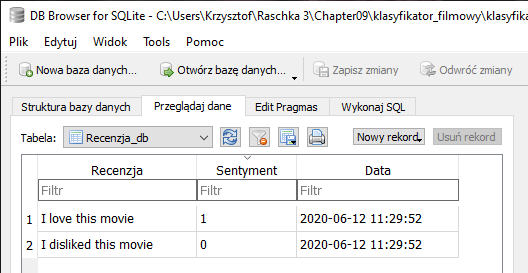 DB Browser for SQLite - C:\Users\Krzysztof\Raschka 3\Chapter09\klasyfikator_filmowy\klasyfi
Plik Edytuj Widok Tools Pomoc
Nowa baza danych... Otwórz bazę danych... Zapisz zmiany Odwróć zmiany
Struktura bazy danych Przeglądaj dane Edit Pragmas Wykonaj SQL
Tabela: Recenzja_db Nowy rekord Usuń rekord
Recenzja Sentyment Data
Filtr Filtr Filtr
1 I love this movie 1 2020-06-12 11:29:52
2 I disliked this movie 0 2020-06-12 11:29:52